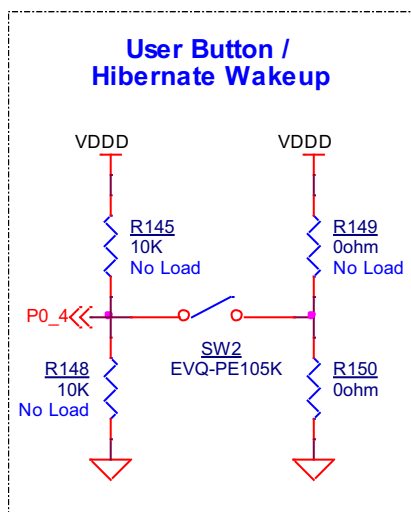 User Button /
Hibernate Wakeup
VDDD
VDDD
R145
10K
No Load
R149
0ohm
No Load
P0_4
SW2
EVQ-PE105K
R148
10K
No Load
R150
0ohm